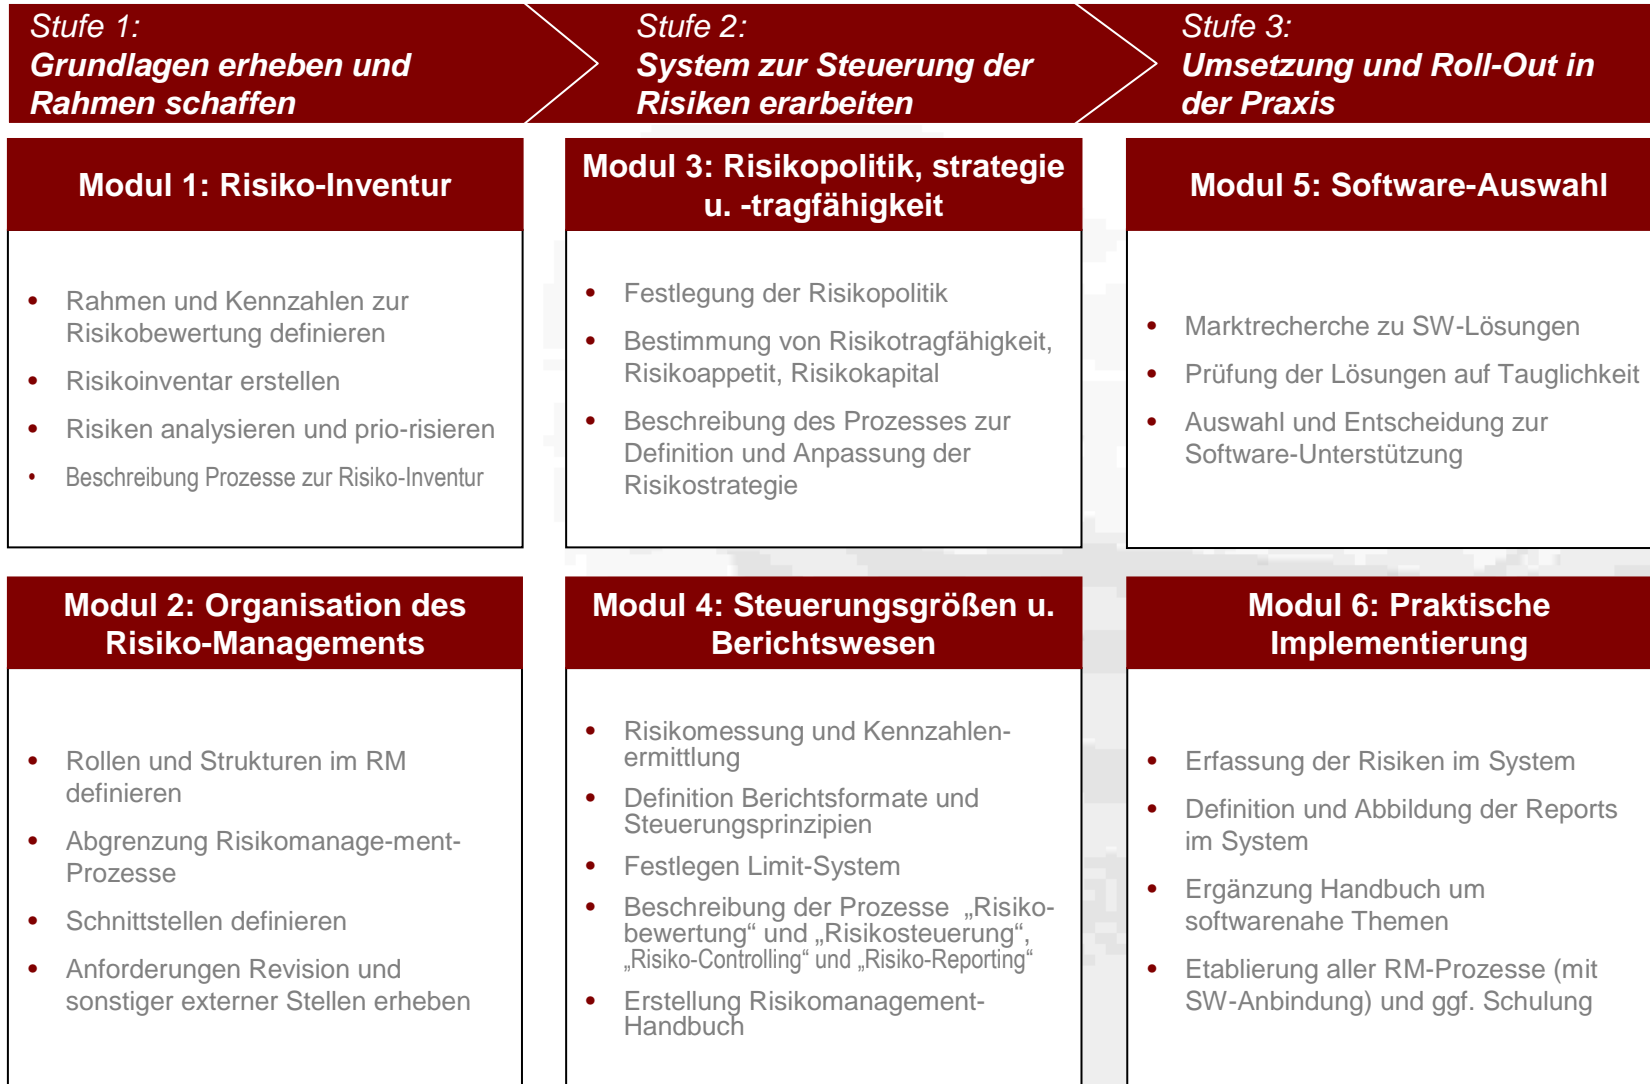 Stufe 1:
Grundlagen erheben und
Rahmen schaffen
Stufe 2:
System zur Steuerung der
Risiken erarbeiten
Stufe 3:
Umsetzung und Roll-Out in
der Praxis
Modul 1: Risiko-Inventur
• Rahmen und Kennzahlen zur
Risikobewertung definieren
• Risikoinventar erstellen
• Risiken analysieren und prio-risieren
• Beschreibung Prozesse zur Risiko-Inventur
Modul 3: Risikopolitik, strategie
u. -tragfähigkeit
• Festlegung der Risikopolitik
• Bestimmung von Risikotragfähigkeit,
Risikoappetit, Risikokapital
• Beschreibung des Prozesses zur
Definition und Anpassung der
Risikostrategie
Modul 5: Software-Auswahl
• Marktrecherche zu SW-Lösungen
• Prüfung der Lösungen auf Tauglichkeit
• Auswahl und Entscheidung zur
Software-Unterstützung
Modul 2: Organisation des
Risiko-Managements
• Rollen und Strukturen im RM
definieren
• Abgrenzung Risikomanage-ment-
Prozesse
• Schnittstellen definieren
• Anforderungen Revision und
sonstiger externer Stellen erheben
Modul 4: Steuerungsgrößen u.
Berichtswesen
• Risikomessung und Kennzahlen-
ermittlung
• Definition Berichtsformate und
Steuerungsprinzipien
• Festlegen Limit-System
• Beschreibung der Prozesse „Risiko-
bewertung“ und „Risikosteuerung“,
„Risiko-Controlling“ und „Risiko-Reporting“
• Erstellung Risikomanagement-
Handbuch
Modul 6: Praktische
Implementierung
• Erfassung der Risiken im System
• Definition und Abbildung der Reports
im System
• Ergänzung Handbuch um
softwarenahe Themen
• Etablierung aller RM-Prozesse (mit
SW-Anbindung) und ggf. Schulung